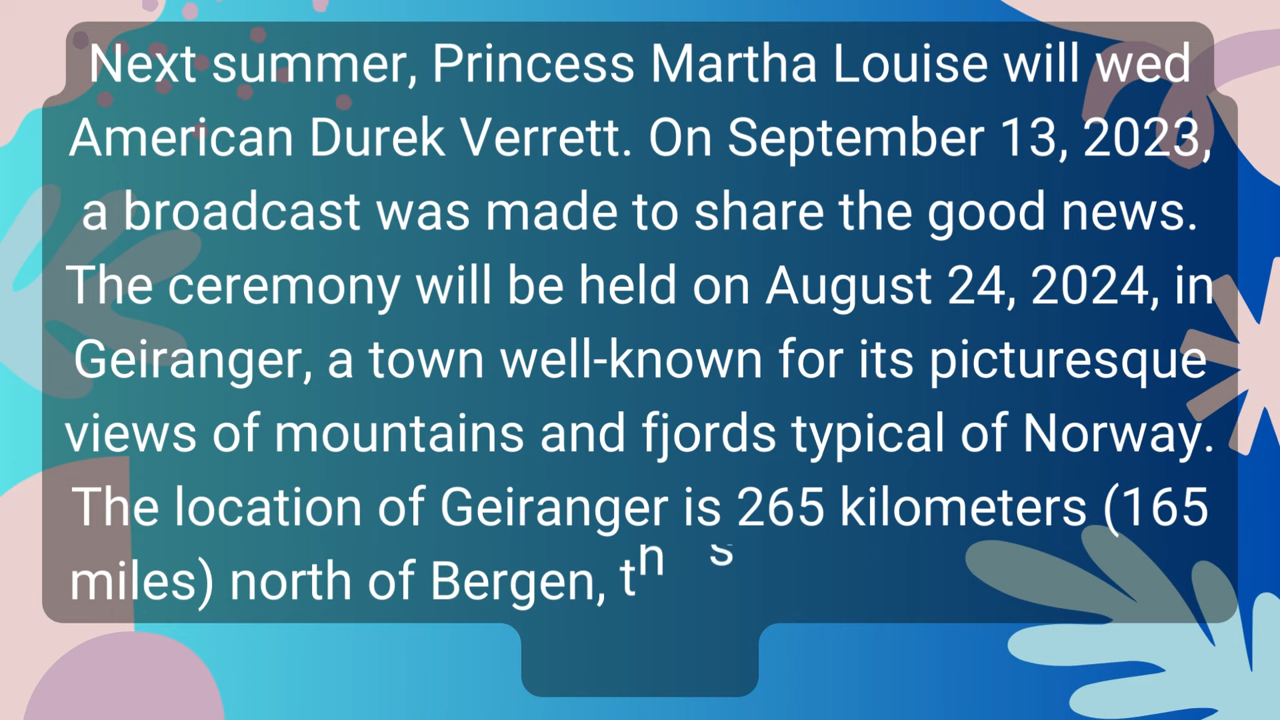 Next summer, Princess Martha Louise will wed
American Durek Verrett. On September 13, 2023,
a broadcast was made to share the good news.
The ceremony will be held on August 24, 2024, in
Geiranger, a town well-known for its picturesque
views of mountains and fjords typical of Norway.
The location of Geiranger is 265 kilometers (165
miles) north of Bergen,